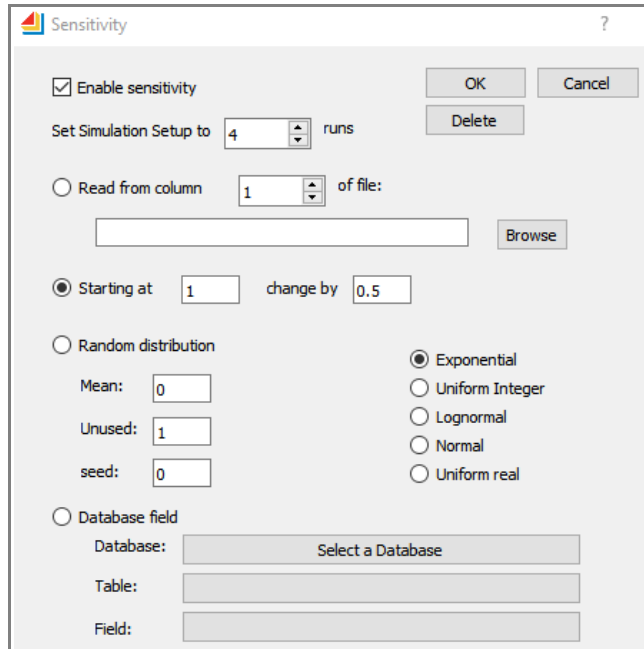 Sensitivity ?
Enable sensitivity OK Cancel
Set Simulation Setup to 4 runs Delete
Read from column 1 of file:
Browse
Starting at 1 change by 0.5
Random distribution
Exponential
Mean: 0 Uniform Integer
Lognormal
Unused: 1
Normal
seed: 0 Uniform real
Database field
Database: Select a Database
Table:
Field: